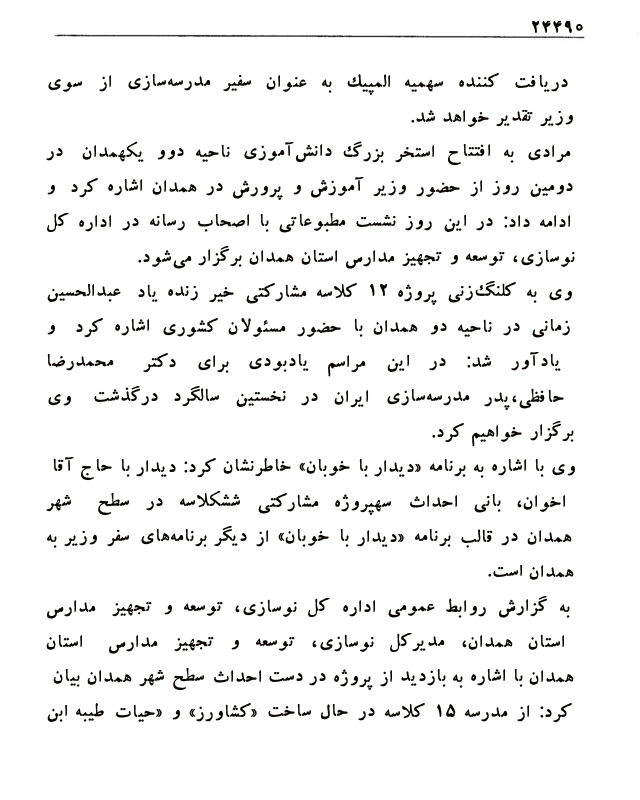 ۲۴۴۹۰
دریافت کننده سهمیه المپیك به عنوان سفیر مدرسه‌سازی از سوی
وزیر تقدیر خواهد شد.
مرادی به افتتاح استخر بزرگ دانش‌آموزی ناحیه دوو یکهمدان در
دومین روز از حضور وزیر آموزش و پرورش در همدان اشاره کرد و
ادامه داد: در این روز نشست مطبوعاتی با اصحاب رسانه در اداره کل
نوسازی، توسعه و تجهیز مدارس استان همدان برگزار می‌شود.
وی به کلنگ‌زنی پروژه ۱۲ کلاسه مشارکتی خیر زنده یاد عبدالحسین
زمانی در ناحیه دو همدان با حضور مسئولان کشوری اشاره کرد و
یادآور شد: در این مراسم یادبودی برای دکتر محمدرضا
حافظی،پدر مدرسه‌سازی ایران در نخستین سالگرد درگذشت وی
برگزار خواهیم کرد.
وی با اشاره به برنامه «دیدار با خوبان» خاطرنشان کرد: دیدار با حاج آقا
اخوان، بانی احداث سهپروژه مشارکتی ششکلاسه در سطح شهر
همدان در قالب برنامه «دیدار با خوبان» از دیگر برنامه‌های سفر وزیر به
همدان است.
به گزارش روابط عمومی اداره کل نوسازی، توسعه و تجهیز مدارس
استان همدان، مدیرکل نوسازی، توسعه و تجهیز مدارس استان
همدان با اشاره به بازدید از پروژه در دست احداث سطح شهر همدان بیان
کرد: از مدرسه ۱۵ کلاسه در حال ساخت «کشاورز» و «حیات طیبه ابن